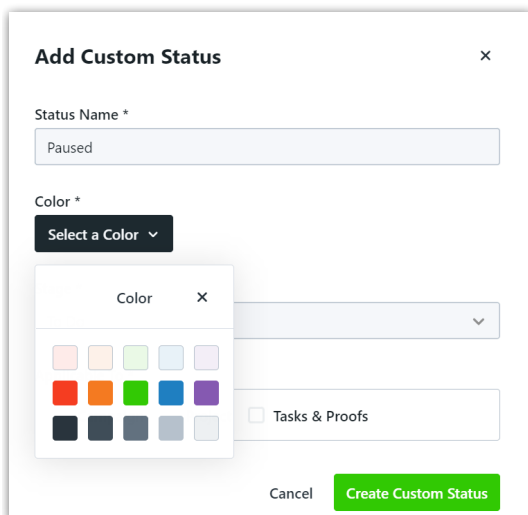 Add Custom Status
Status Name *
Paused
Color *
Select a Color
Color
Tasks & Proofs
Cancel
Create Custom Status